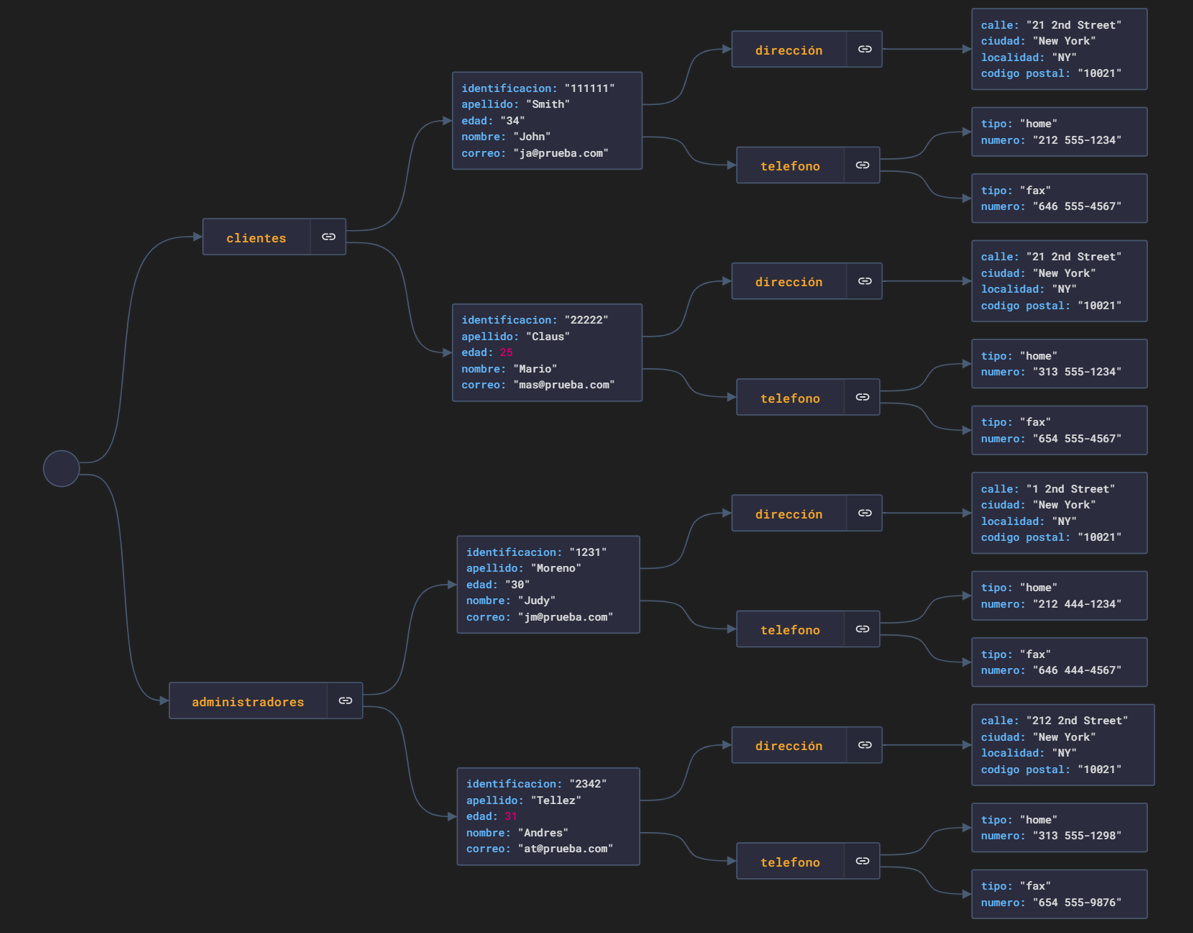 clientes
identificacion: "111111"
apellido: "Smith"
edad: "34"
nombre: "John"
correo: "ja@prueba.com"
dirección
calle: "21 2nd Street"
ciudad: "New York"
localidad: "NY"
codigo postal: "10021"
telefono
tipo: "home"
numero: "212 555-1234"
tipo: "fax"
numero: "646 555-4567"
identificacion: "22222"
apellido: "Claus"
edad: 25
nombre: "Mario"
correo: "mas@prueba.com"
dirección
calle: "21 2nd Street"
ciudad: "New York"
localidad: "NY"
codigo postal: "10021"
telefono
tipo: "home"
numero: "313 555-1234"
tipo: "fax"
numero: "654 555-4567"
administradores
identificacion: "1231"
apellido: "Moreno"
edad: "30"
nombre: "Judy"
correo: "jm@prueba.com"
dirección
calle: "1 2nd Street"
ciudad: "New York"
localidad: "NY"
codigo postal: "10021"
telefono
tipo: "home"
numero: "212 444-1234"
tipo: "fax"
numero: "646 444-4567"
identificacion: "2342"
apellido: "Tellez"
edad: 31
nombre: "Andres"
correo: "at@prueba.com"
dirección
calle: "212 2nd Street"
ciudad: "New York"
localidad: "NY"
codigo postal: "10021"
telefono
tipo: "home"
numero: "313 555-1298"
tipo: "fax"
numero: "654 555-9876"